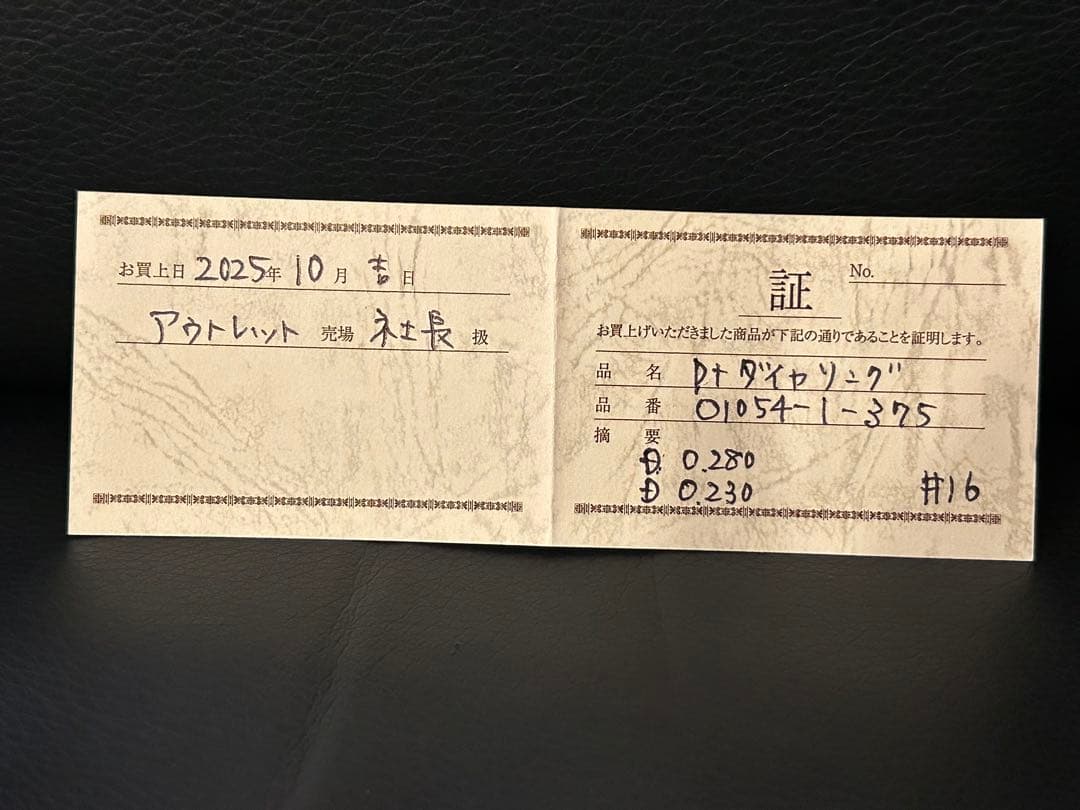 お買上日 2025年 10月 吉日
アウトレット 売場 社長 扱
証
No.
お買上げいただきました商品が下記の通りであることを証明します。
品 名 Pt ダイヤリング
品 番 01054-1-375
摘 要
D. 0.280
D 0.230 #16